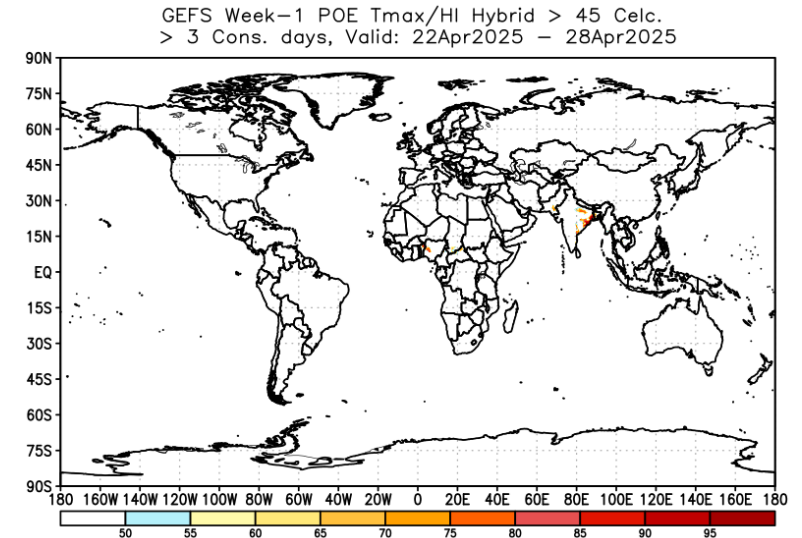 GEFS Week-1 POE Tmax/HI Hybrid > 45 Celc.
> 3 Cons. days, Valid: 22Apr2025 - 28Apr2025
90N
75N
60N
45N
30N
15N
EQ
15S
30S
45S
60S
75S
90S
180 160W 140W 120W 100W 80W 60W 40W 20W 0 20E 40E 60E 80E 100E 120E 140E 160E 180
50 55 60 65 70 75 80 85 90 95